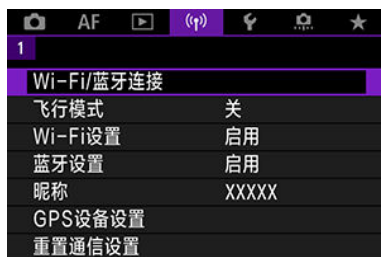 AF
1
Wi-Fi/蓝牙连接
飞行模式 关
Wi-Fi设置 启用
蓝牙设置 启用
昵称 XXXXX
GPS设备设置
重置通信设置